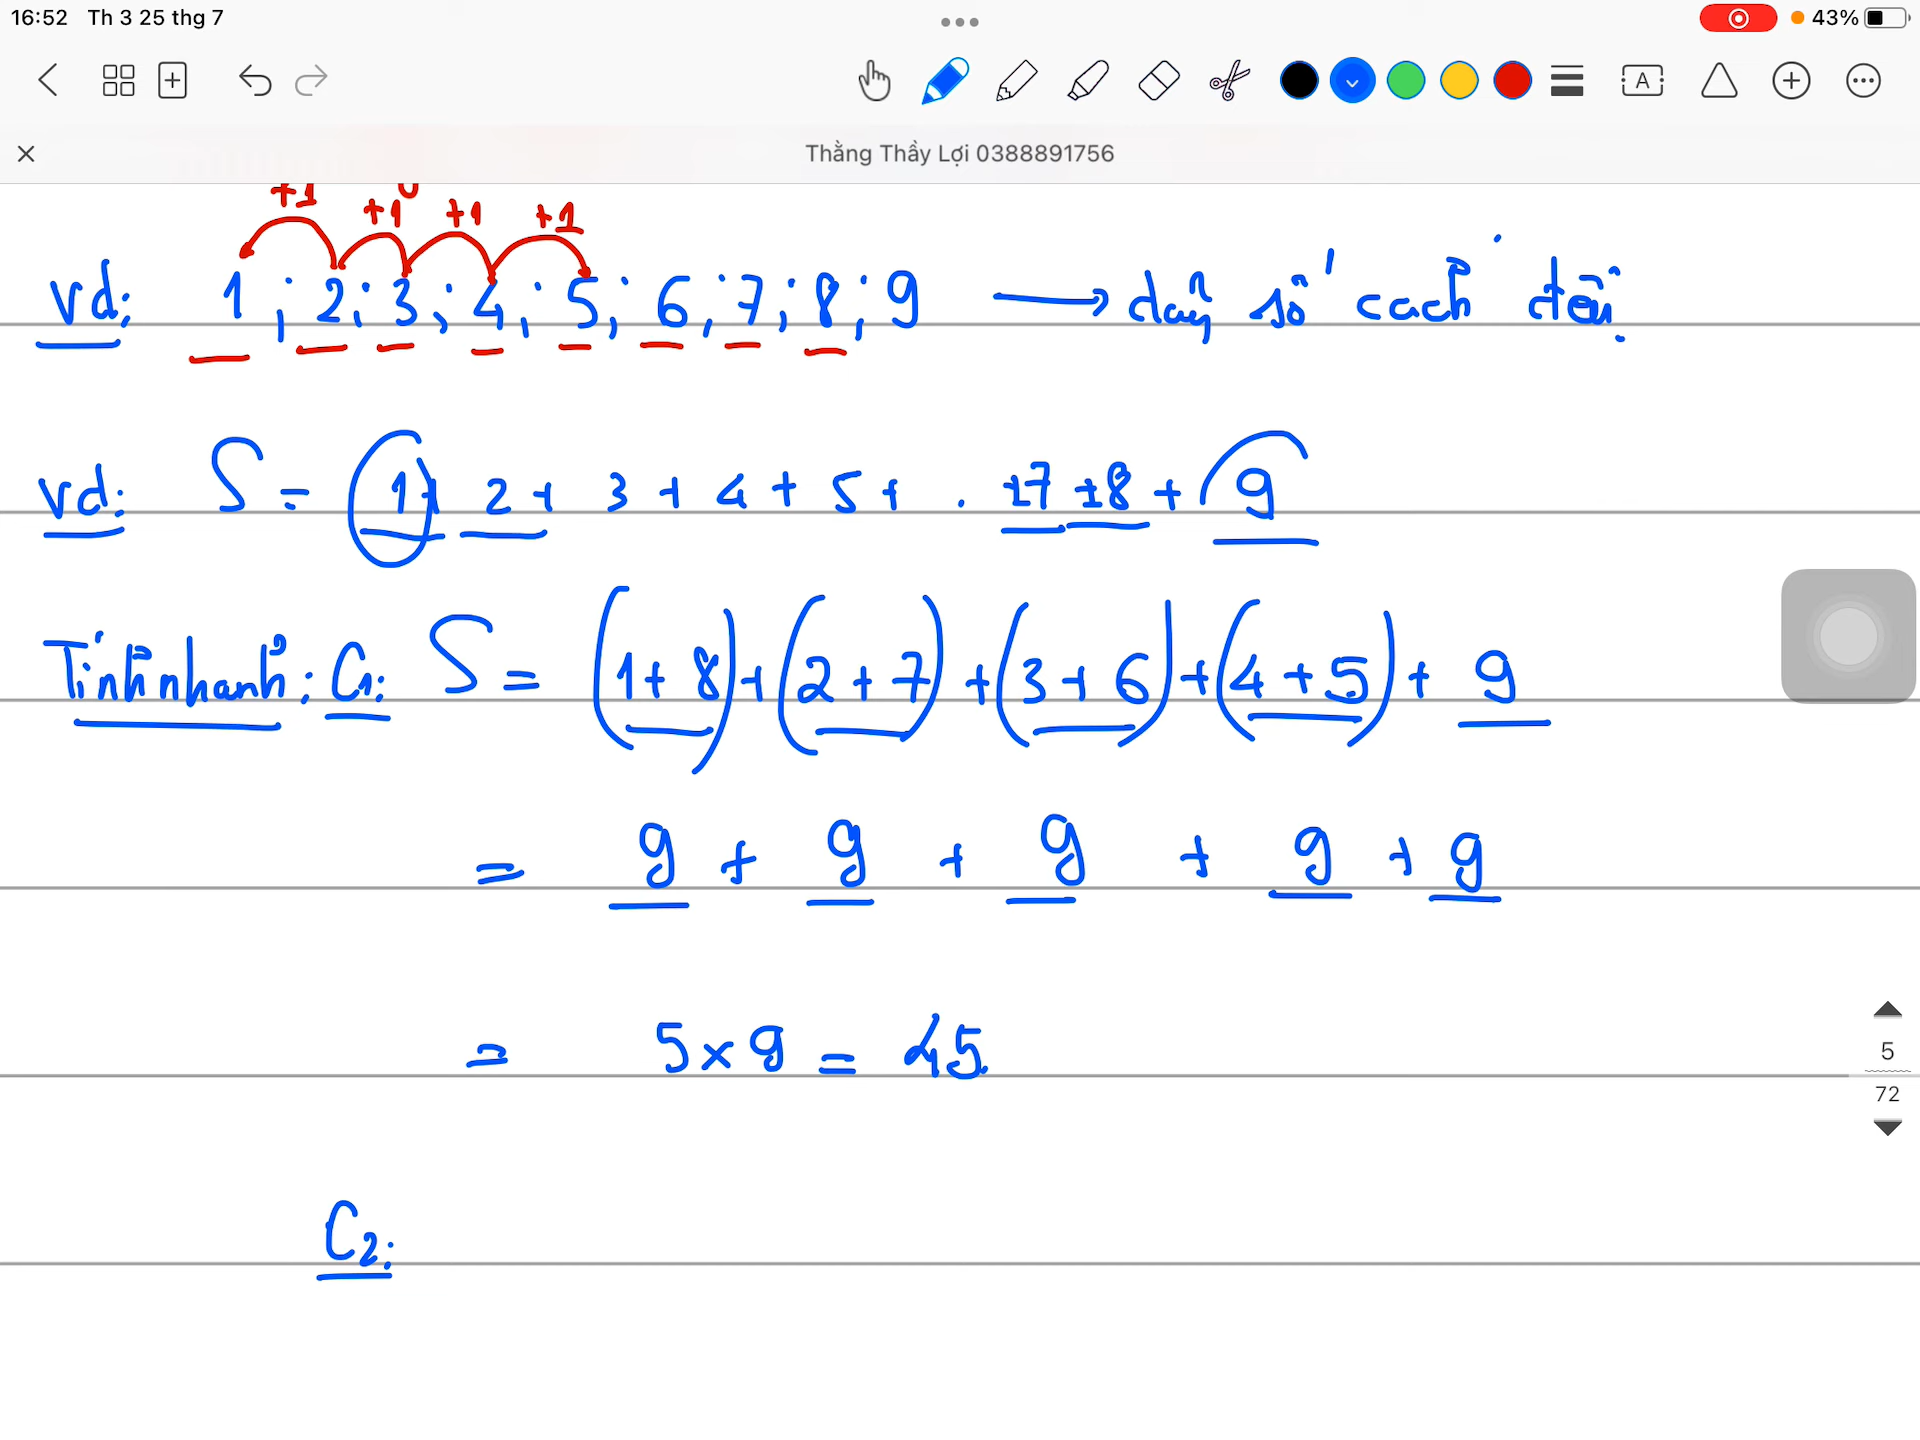 16:52 Th 3 25 thg 7
43%
A
Thằng Thầy Lợi 0388891756
+1 +1 +1 +1
vd: 1 ; 2 ; 3 ; 4 ; 5 ; 6 ; 7 ; 8 ; 9 → dãy số cách đều.
vd: S = 1 + 2 + 3 + 4 + 5 + . +7 +8 + 9
Tính nhanh : C1: S = (1 + 8) + (2 + 7) + (3 + 6) + (4 + 5) + 9
= 9 + 9 + 9 + 9 + 9
= 5 x 9 = 45.
5
72
C2: